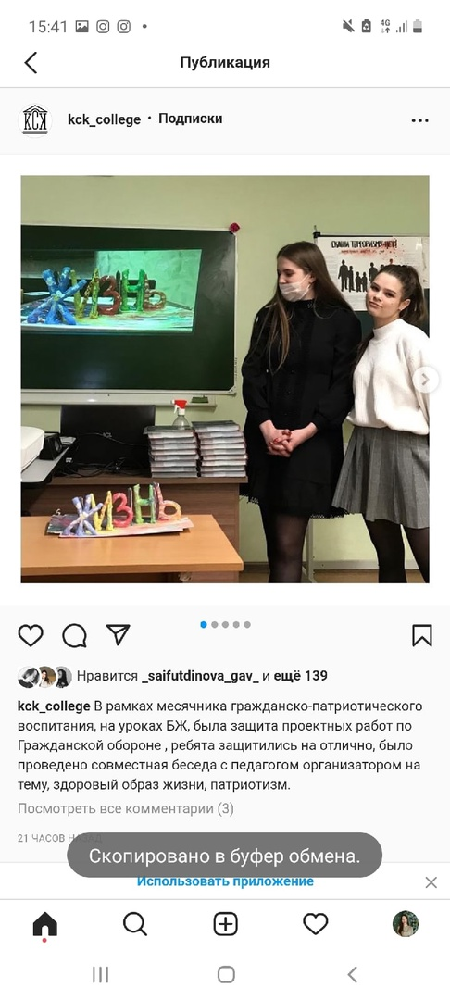 15:41
4G
Публикация
КСК
kck_college • Подписки
СКАЖИ ТЕРРОРИЗМУ-НЕТ!
ЖИЗНЬ
ЖИЗНЬ
Нравится _saifutdinova_gav_ и ещё 139
kck_college В рамках месячника гражданско-патриотического
воспитания, на уроках БЖ, была защита проектных работ по
Гражданской обороне , ребята защитились на отлично, было
проведено совместная беседа с педагогом организатором на
тему, здоровый образ жизни, патриотизм.
Посмотреть все комментарии (3)
21 ЧАСОВ НАЗАД
Скопировано в буфер обмена.
Использовать приложение